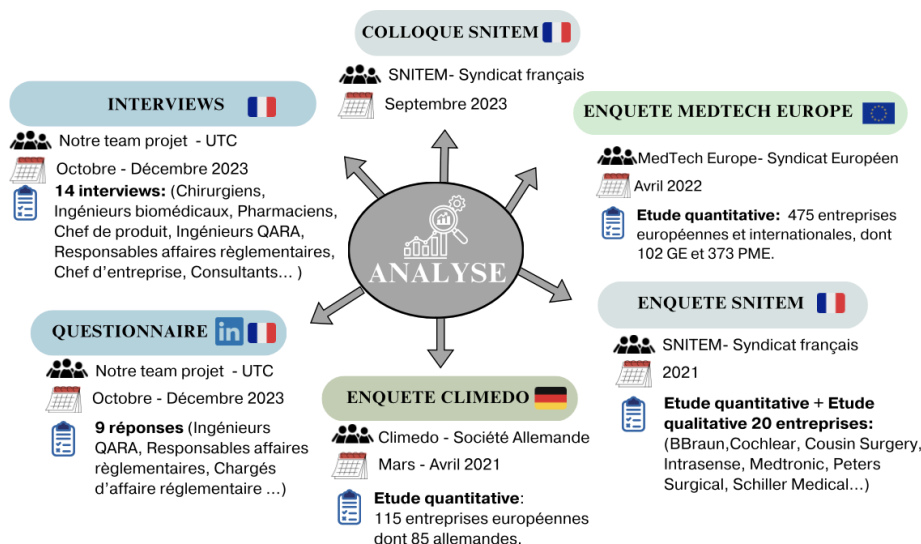 COLLOQUE SNITEM
SNITEM- Syndicat français
Septembre 2023
INTERVIEWS
Notre team projet - UTC
Octobre - Décembre 2023
14 interviews: (Chirurgiens,
Ingénieurs biomédicaux, Pharmaciens,
Chef de produit, Ingénieurs QARA,
Responsables affaires règlementaires,
Chef d'entreprise, Consultants... )
ENQUETE MEDTECH EUROPE
MedTech Europe- Syndicat Européen
Avril 2022
Etude quantitative: 475 entreprises
européennes et internationales, dont
102 GE et 373 PME.
ANALYSE
QUESTIONNAIRE in
Notre team projet - UTC
Octobre - Décembre 2023
9 réponses (Ingénieurs
QARA, Responsables affaires
règlementaires, Chargés
d'affaire réglementaire ...)
ENQUETE CLIMEDO
Climedo - Société Allemande
Mars - Avril 2021
Etude quantitative:
115 entreprises européennes
dont 85 allemandes.
ENQUETE SNITEM
SNITEM- Syndicat français
2021
Etude quantitative + Etude
qualitative 20 entreprises:
(BBraun,Cochlear, Cousin Surgery,
Intrasense, Medtronic, Peters
Surgical, Schiller Medical...)